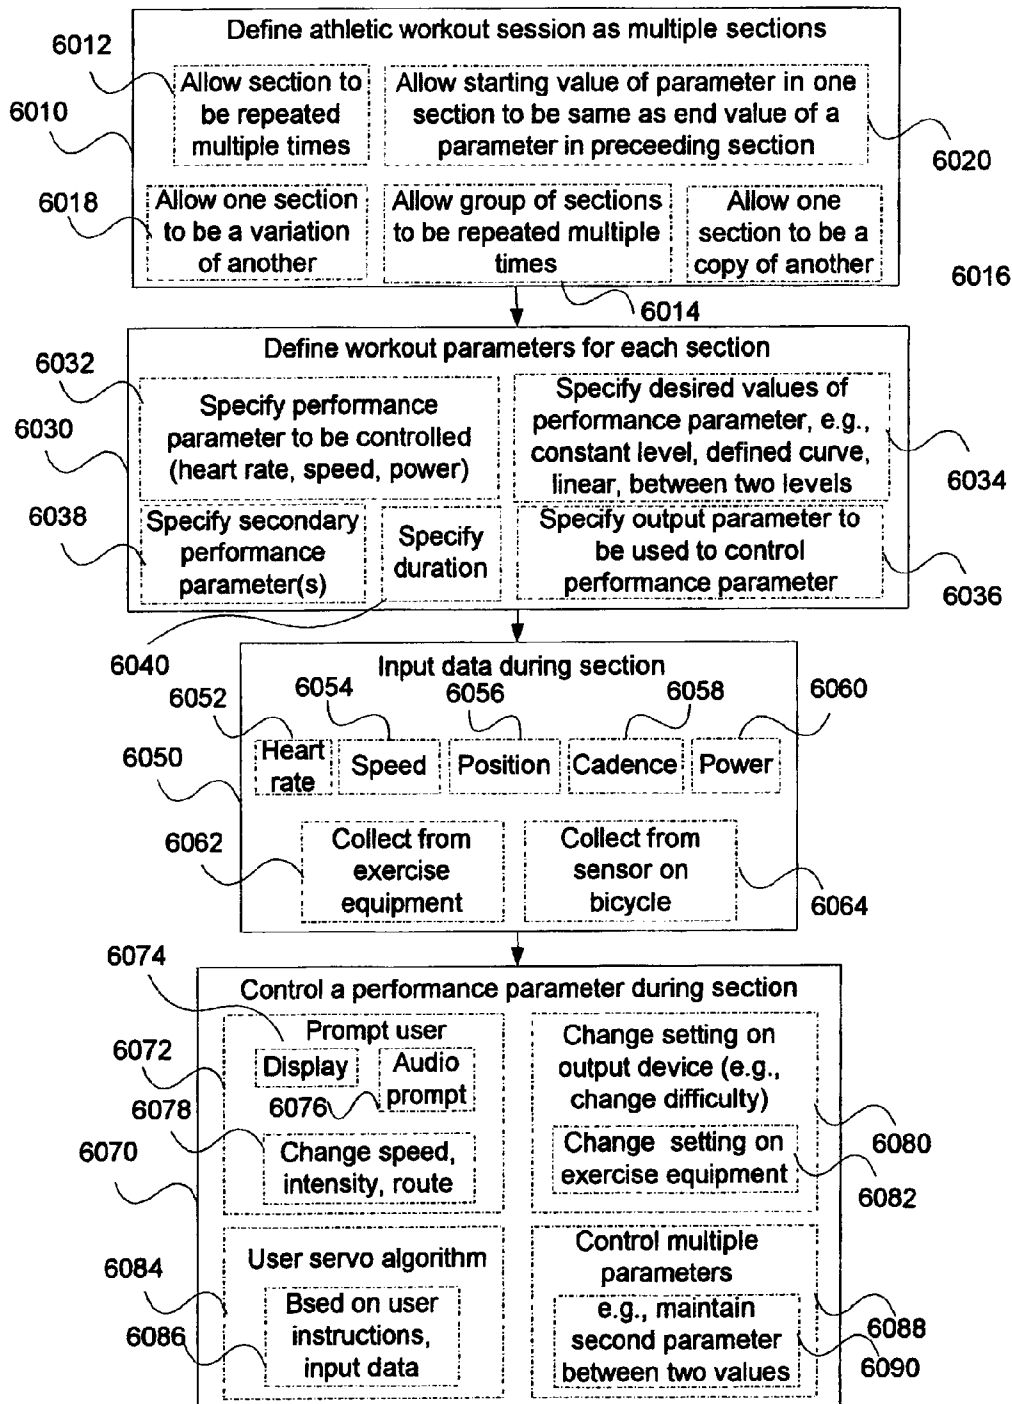 Define athletic workout session as multiple sections
6012
Allow section to
be repeated
multiple times
Allow starting value of parameter in one
section to be same as end value of a
parameter in preceeding section
6010
6020
6018
Allow one section
to be a variation
of another
Allow group of sections
to be repeated multiple
times
Allow one
section to be a
copy of another
6016
6014
Define workout parameters for each section
6032
Specify performance
parameter to be controlled
(heart rate, speed, power)
Specify desired values of
performance parameter, e.g.,
constant level, defined curve,
linear, between two levels
6030
6034
6038
Specify secondary
performance
parameter(s)
Specify
duration
Specify output parameter to
be used to control
performance parameter
6036
6040
Input data during section
6052
6054
6056
6058
6060
6050
Heart
rate
Speed
Position
Cadence
Power
6062
Collect from
exercise
equipment
Collect from
sensor on
bicycle
6064
6074
Control a performance parameter during section
6072
Prompt user
Display
Audio
prompt
6076
6078
Change speed,
intensity, route
6070
Change setting on
output device (e.g.,
change difficulty)
6080
Change setting on
exercise equipment
6082
6084
User servo algorithm
6086
Bsed on user
instructions,
input data
Control multiple
parameters
6088
e.g., maintain
second parameter
between two values
6090